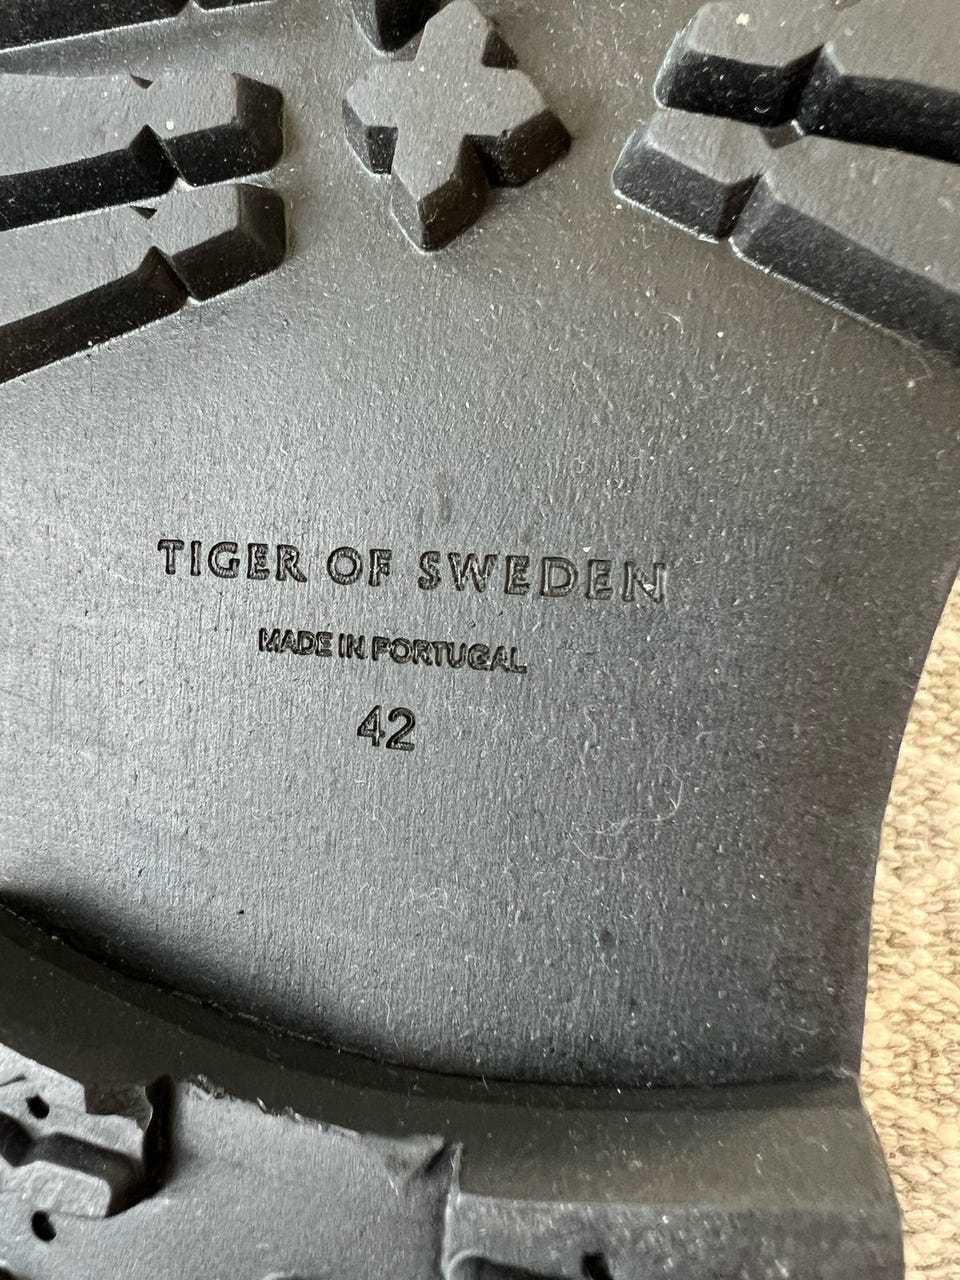 TIGER OF SWEDEN
MADE IN PORTUGAL
42